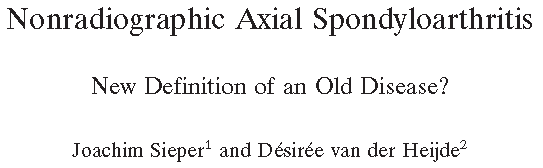 Nonradiographic Axial Spondyloarthritis
New Definition of an Old Disease?
Joachim Sieper¹ and Désirée van der Heijde²